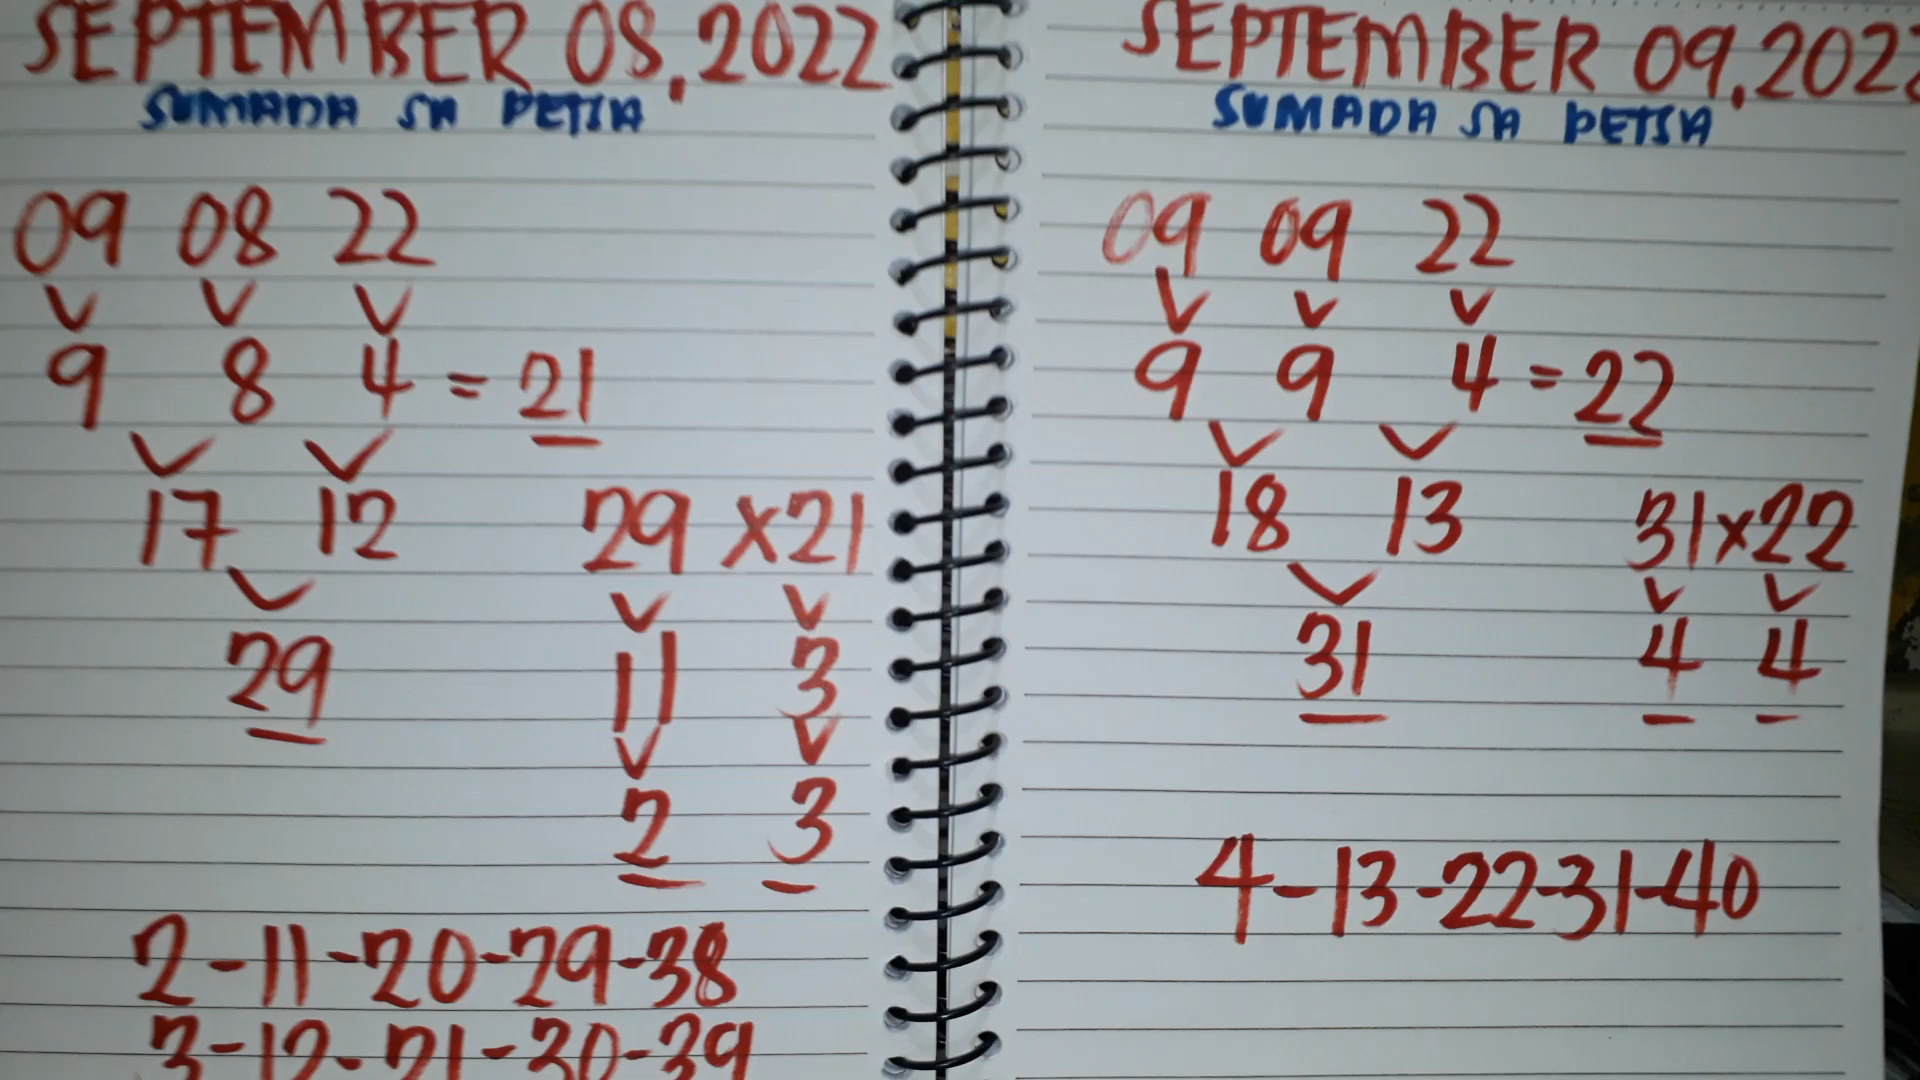 SEPTEMBER 08,2022
SUMADA SA PETSA
09 08 22
9 8 4 = 21
17 12
29 x21
29
11 3
2 3
2-11-20-29-38
3-12-21-30-39
SEPTEMBER 09,2022
SUMADA SA PETSA
09 09 22
9 9 4 = 22
18 13
31x22
31
4 4
4-13-22-31-40